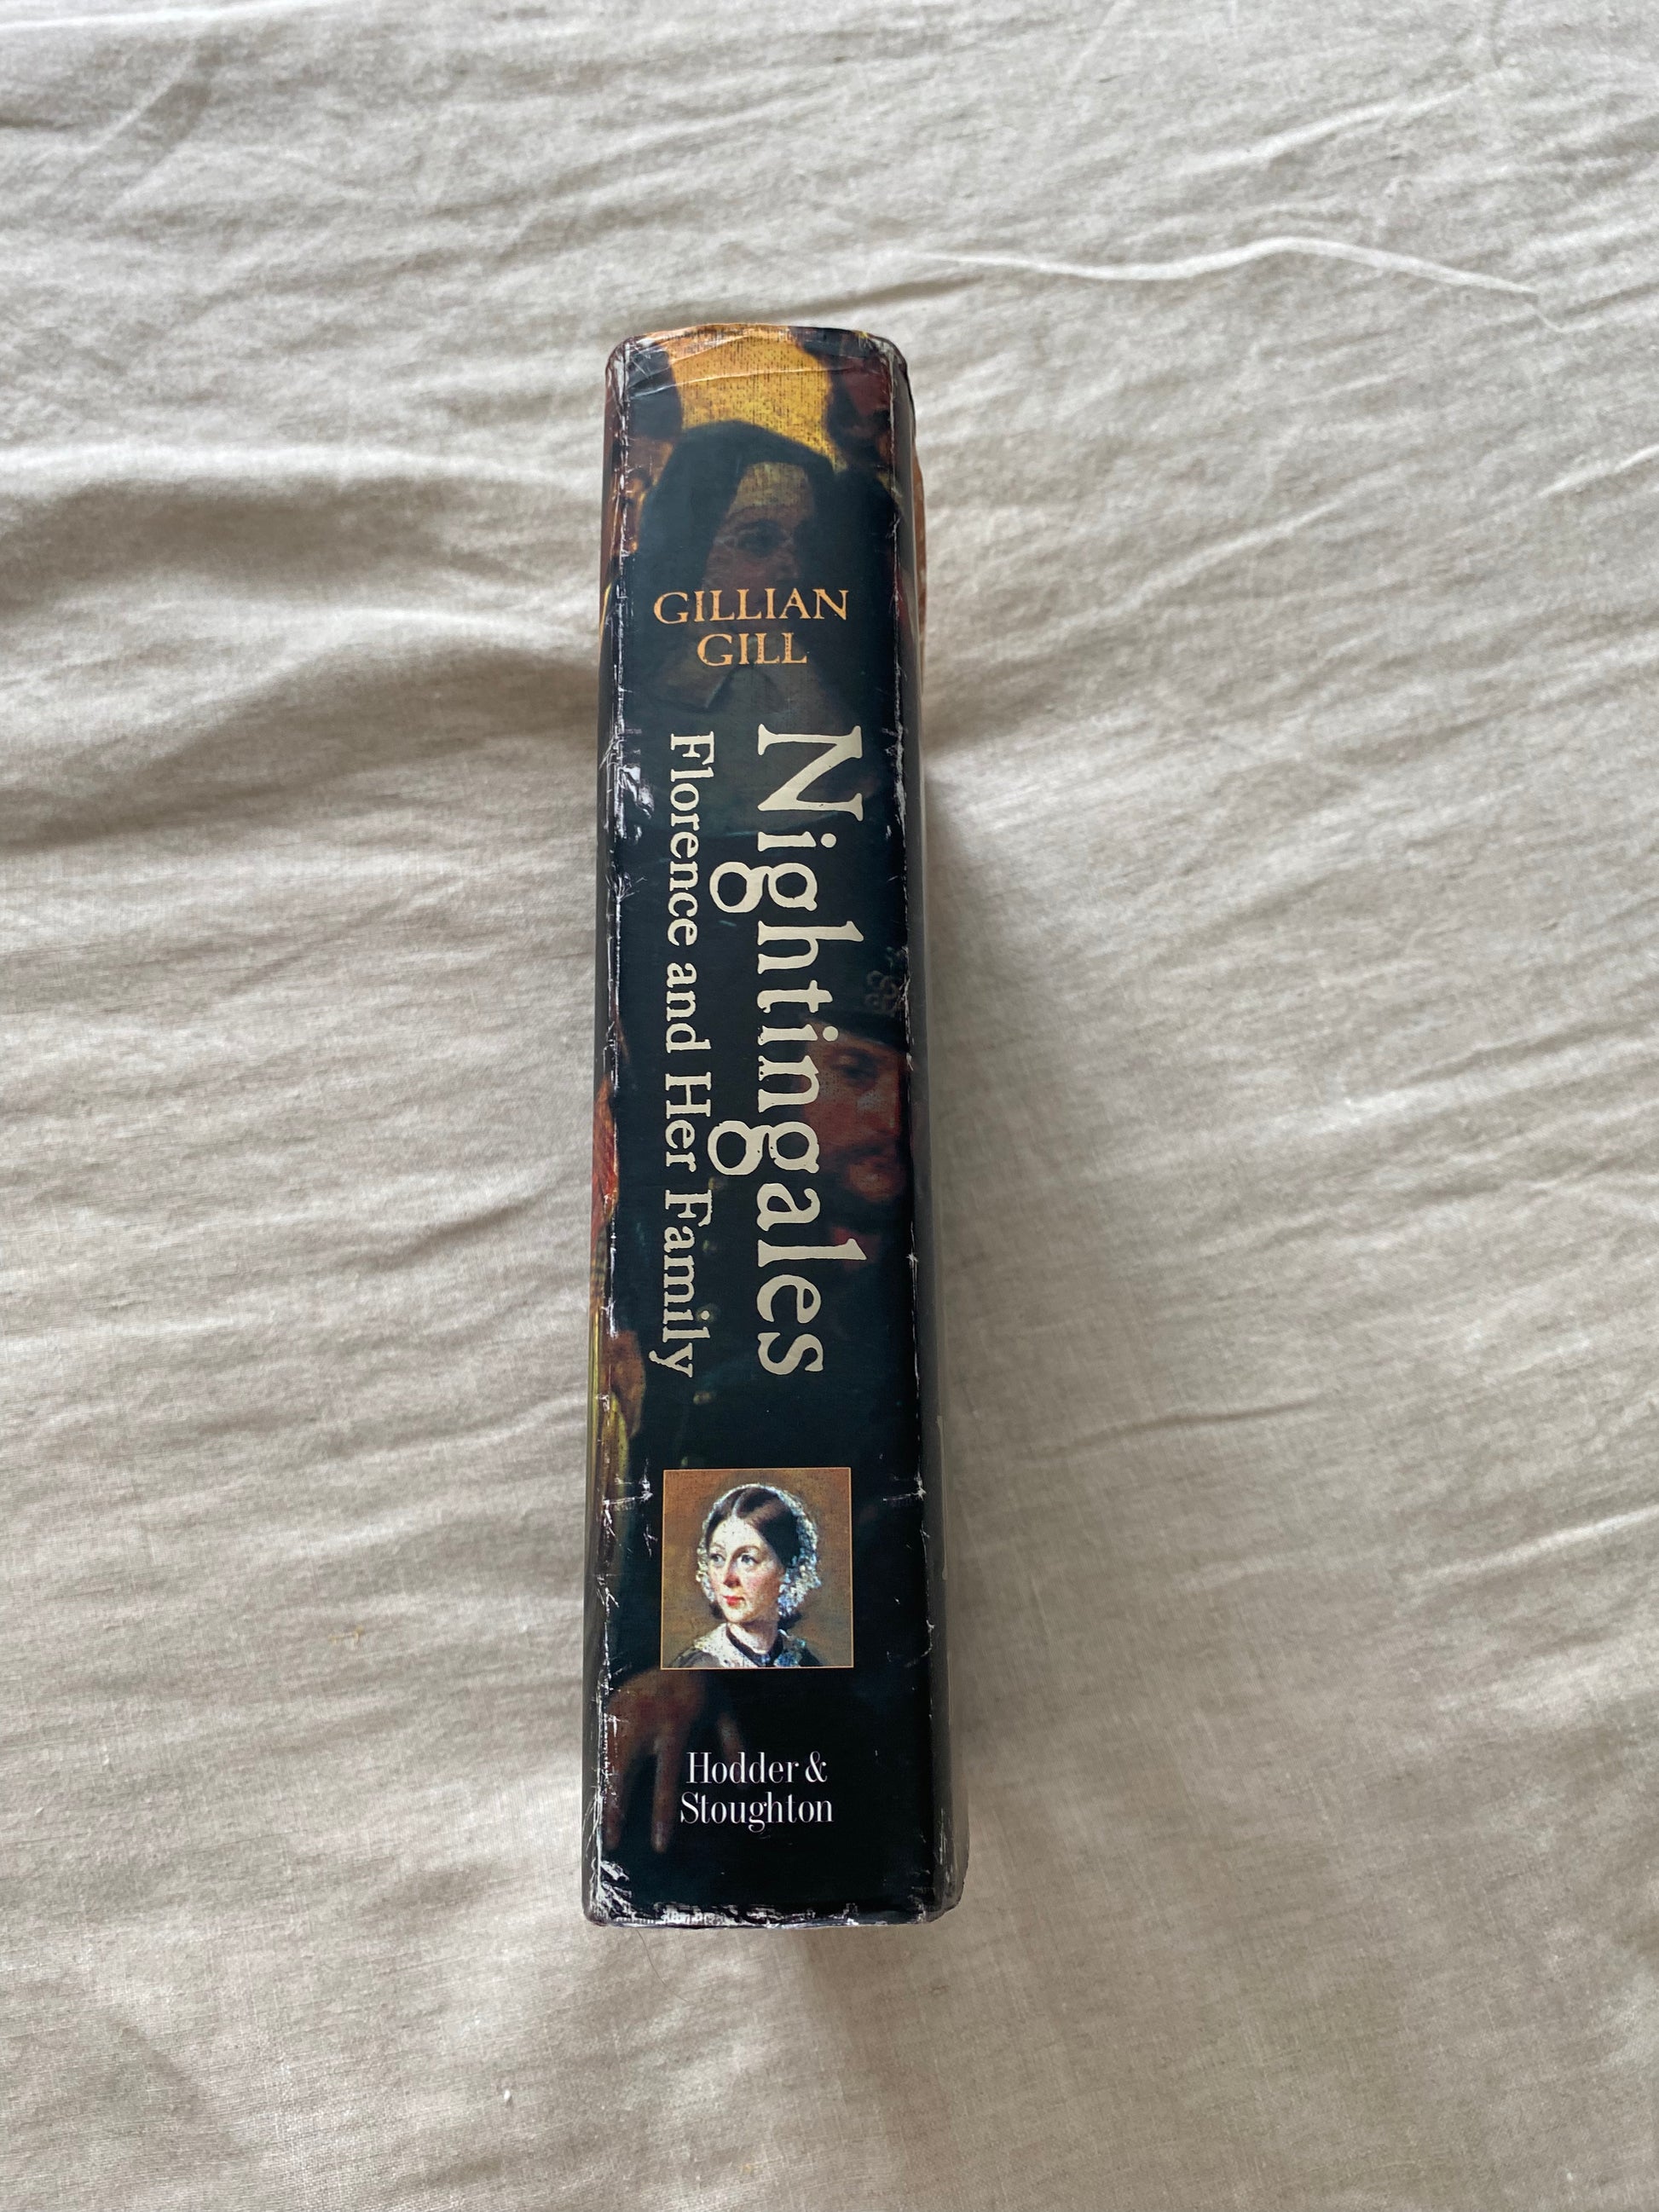 GILLIAN
GILL
Nightingales
Florence and Her Family
Hodder &
Stoughton